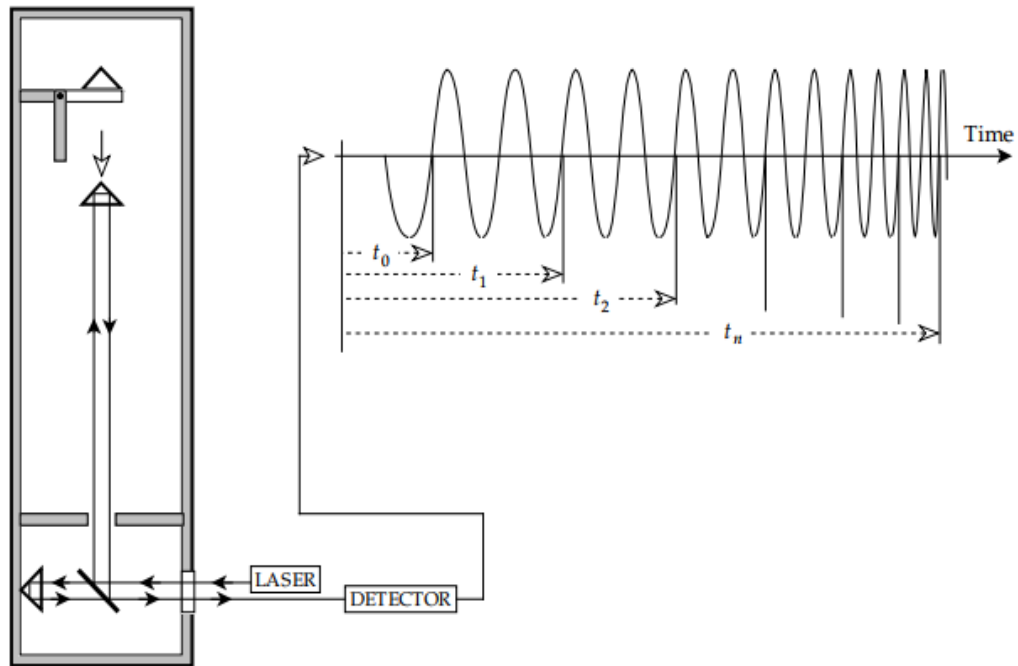 Time
t₀
t₁
t₂
tₙ
LASER
DETECTOR